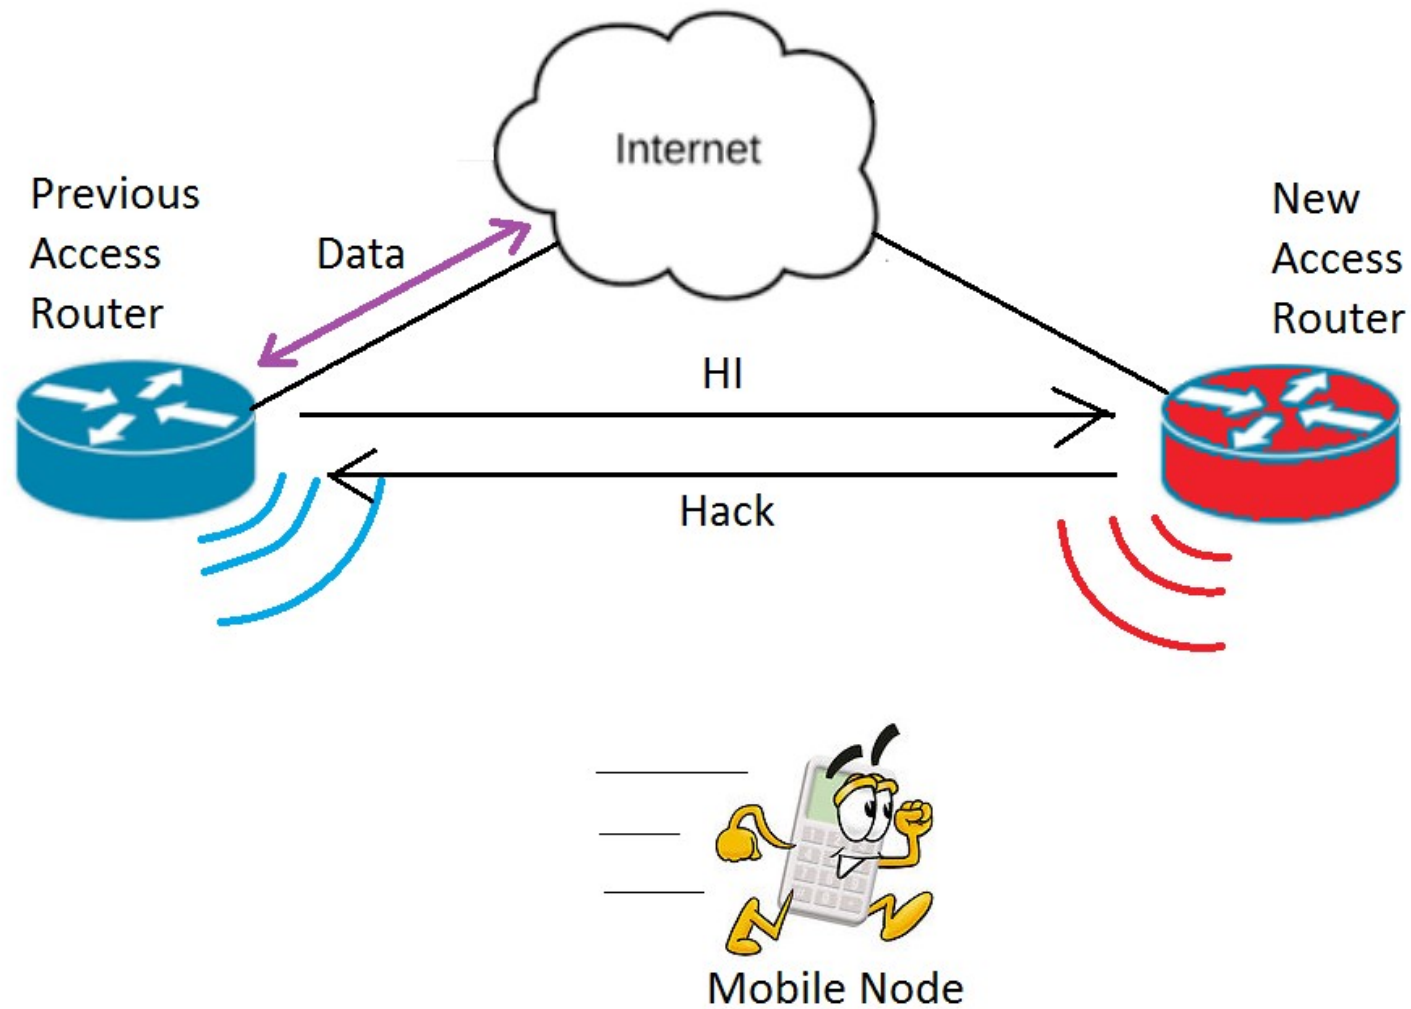 Internet
Previous
Access
Router
Data
New
Access
Router
HI
Hack
Mobile Node